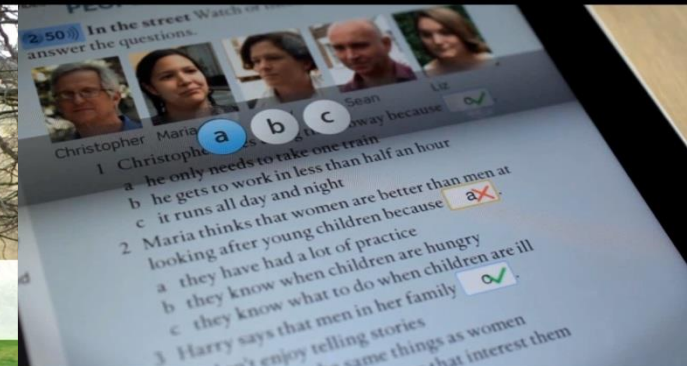 2.50 In the street Watch or
answer the questions.
Christopher Maria Sean Liz
a b c
1 because a✓
a he only needs to take one train
b he gets to work in less than half an hour
c it runs all day and night
2 Maria thinks that women are better than men at
looking after young children because a✗.
a they have had a lot of practice
b they know when children are hungry
c they know what to do when children are ill
3 Harry says that men in her family a✓.
enjoy telling stories
same things as women
that interest them